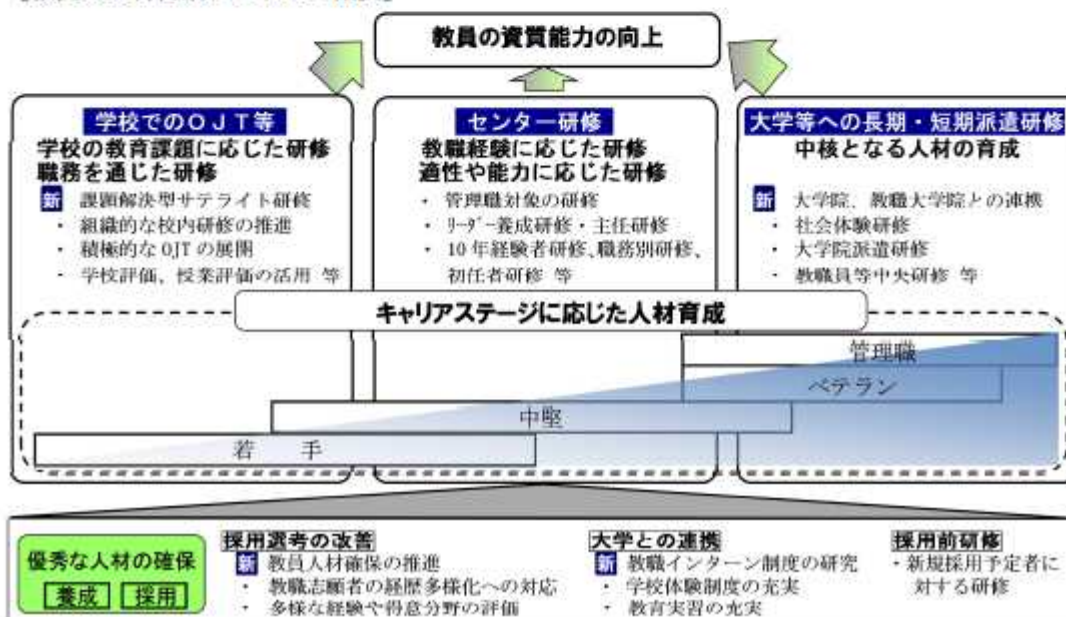 教員の資質能力の向上
学校でのOJT等
学校の教育課題に応じた研修
職務を通じた研修
新 課題解決型サテライト研修
・ 組織的な校内研修の推進
・ 積極的なOJTの展開
・ 学校評価、授業評価の活用 等
センター研修
教職経験に応じた研修
適性や能力に応じた研修
・ 管理職対象の研修
・ リーダー養成研修・主任研修
・ 10年経験者研修、職務別研修、
初任者研修 等
大学等への長期・短期派遣研修
中核となる人材の育成
新 大学院、教職大学院との連携
・ 社会体験研修
・ 大学院派遣研修
・ 教職員等中央研修 等
キャリアステージに応じた人材育成
管理職
ベテラン
中堅
若 手
優秀な人材の確保
養成 採用
採用選考の改善
新 教員人材確保の推進
・ 教職志願者の経歴多様化への対応
・ 多様な経験や得意分野の評価
大学との連携
新 教職インターン制度の研究
・ 学校体験制度の充実
・ 教育実習の充実
採用前研修
・新規採用予定者に
対する研修